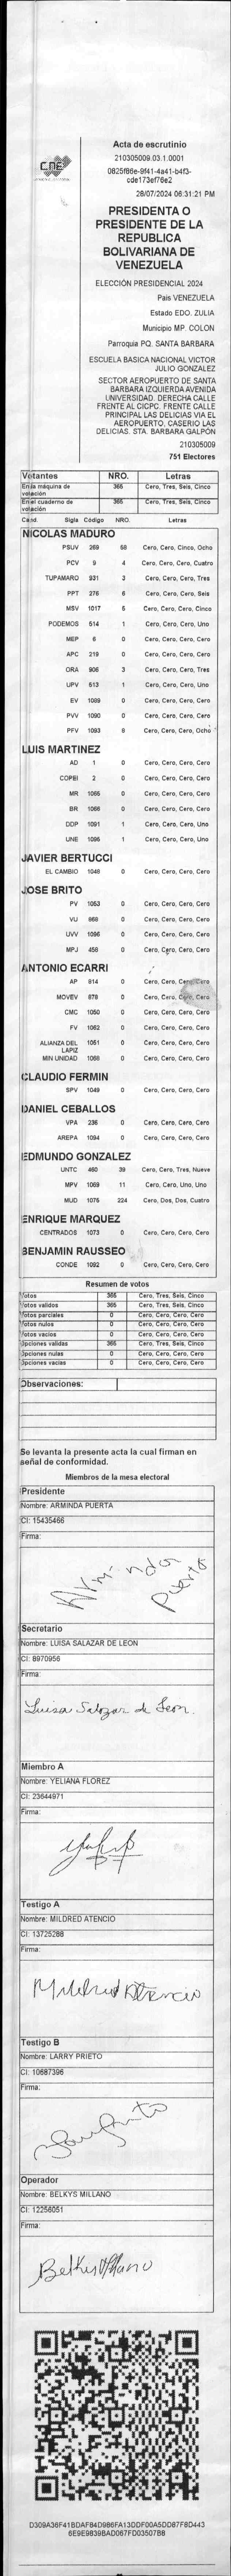 CNE
Acta de escrutinio
210305009.03.1.0001
0825f86e-9f41-4a41-b4f3-
cde173ef76e2
28/07/2024 06:31:21 PM
PRESIDENTA O
PRESIDENTE DE LA
REPUBLICA
BOLIVARIANA DE
VENEZUELA
ELECCIÓN PRESIDENCIAL 2024
Pais VENEZUELA
Estado EDO. ZULIA
Municipio MP. COLON
Parroquia PQ. SANTA BARBARA
ESCUELA BASICA NACIONAL VICTOR
JULIO GONZALEZ
SECTOR AEROPUERTO DE SANTA
BARBARA IZQUIERDA AVENIDA
UNIVERSIDAD. DERECHA CALLE
FRENTE AL CICPC. FRENTE CALLE
PRINCIPAL LAS DELICIAS VIA EL
AEROPUERTO, CASERIO LAS
DELICIAS. STA. BARBARA GALPÓN
210305009
751 Electores
Votantes NRO. Letras
En la máquina de votación 365 Cero, Tres, Seis, Cinco
En el cuaderno de votación 365 Cero, Tres, Seis, Cinco
Cand. Sigla Código NRO. Letras
NICOLAS MADURO
PSUV 269 58 Cero, Cero, Cinco, Ocho
PCV 9 4 Cero, Cero, Cero, Cuatro
TUPAMARO 931 3 Cero, Cero, Cero, Tres
PPT 276 6 Cero, Cero, Cero, Seis
MSV 1017 5 Cero, Cero, Cero, Cinco
PODEMOS 514 1 Cero, Cero, Cero, Uno
MEP 6 0 Cero, Cero, Cero, Cero
APC 219 0 Cero, Cero, Cero, Cero
ORA 906 3 Cero, Cero, Cero, Tres
UPV 513 1 Cero, Cero, Cero, Uno
EV 1089 0 Cero, Cero, Cero, Cero
PVV 1090 0 Cero, Cero, Cero, Cero
PFV 1093 8 Cero, Cero, Cero, Ocho
LUIS MARTINEZ
AD 1 0 Cero, Cero, Cero, Cero
COPEI 2 0 Cero, Cero, Cero, Cero
MR 1065 0 Cero, Cero, Cero, Cero
BR 1088 0 Cero, Cero, Cero, Cero
DDP 1091 1 Cero, Cero, Cero, Uno
UNE 1095 1 Cero, Cero, Cero, Uno
JAVIER BERTUCCI
EL CAMBIO 1048 0 Cero, Cero, Cero, Cero
JOSE BRITO
PV 1053 0 Cero, Cero, Cero, Cero
VU 868 0 Cero, Cero, Cero, Cero
UVV 1096 0 Cero, Cero, Cero, Cero
MPJ 458 0 Cero, Cero, Cero, Cero
ANTONIO ECARRI
AP 814 0 Cero, Cero, Cero, Cero
MOVEV 878 0 Cero, Cero, Cero, Cero
CMC 1050 0 Cero, Cero, Cero, Cero
FV 1062 0 Cero, Cero, Cero, Cero
ALIANZA DEL LAPIZ 1051 0 Cero, Cero, Cero, Cero
MIN UNIDAD 1066 0 Cero, Cero, Cero, Cero
CLAUDIO FERMIN
SPV 1049 0 Cero, Cero, Cero, Cero
DANIEL CEBALLOS
VPA 236 0 Cero, Cero, Cero, Cero
AREPA 1094 0 Cero, Cero, Cero, Cero
EDMUNDO GONZALEZ
UNTC 460 39 Cero, Cero, Tres, Nueve
MPV 1069 11 Cero, Cero, Uno, Uno
MUD 1075 224 Cero, Dos, Dos, Cuatro
ENRIQUE MARQUEZ
CENTRADOS 1073 0 Cero, Cero, Cero, Cero
BENJAMIN RAUSSEO
CONDE 1092 0 Cero, Cero, Cero, Cero
Resumen de votos
Votos 365 Cero, Tres, Seis, Cinco
Votos validos 365 Cero, Tres, Seis, Cinco
Votos parciales 0 Cero, Cero, Cero, Cero
Votos nulos 0 Cero, Cero, Cero, Cero
Votos vacios 0 Cero, Cero, Cero, Cero
Opciones validas 365 Cero, Tres, Seis, Cinco
Opciones nulas 0 Cero, Cero, Cero, Cero
Opciones vacias 0 Cero, Cero, Cero, Cero
Observaciones:
Se levanta la presente acta la cual firman en
señal de conformidad.
Miembros de la mesa electoral
Presidente
Nombre: ARMINDA PUERTA
CI: 15435466
Firma:
Arminda Puerta
Secretario
Nombre: LUISA SALAZAR DE LEON
CI: 8970956
Firma:
Luisa Salazar de Leon.
Miembro A
Nombre: YELIANA FLOREZ
CI: 23644971
Firma:
Testigo A
Nombre: MILDRED ATENCIO
CI: 13725288
Firma:
Mildred Atencio
Testigo B
Nombre: LARRY PRIETO
CI: 10687396
Firma:
Operador
Nombre: BELKYS MILLANO
CI: 12256051
Firma:
Belkys Millano
D309A36F41BDAF84D986FA13DDF00A5DD87F8D443
6E9E9839BAD067FD03507B8